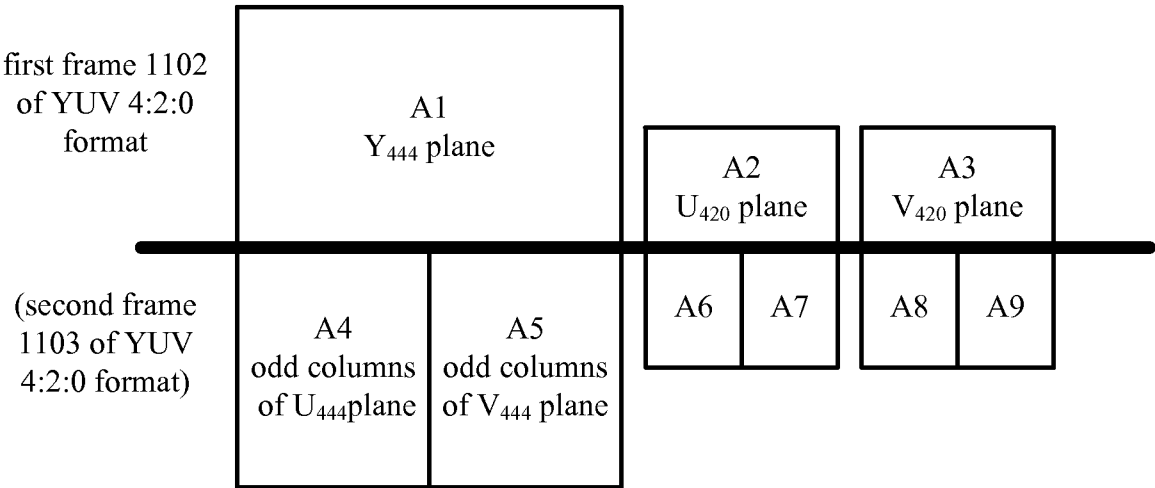 first frame 1102
of YUV 4:2:0
format
A1
Y444 plane
A2
U420 plane
A3
V420 plane
(second frame
1103 of YUV
4:2:0 format)
A4
odd columns
of U444plane
A5
odd columns
of V444 plane
A6
A7
A8
A9